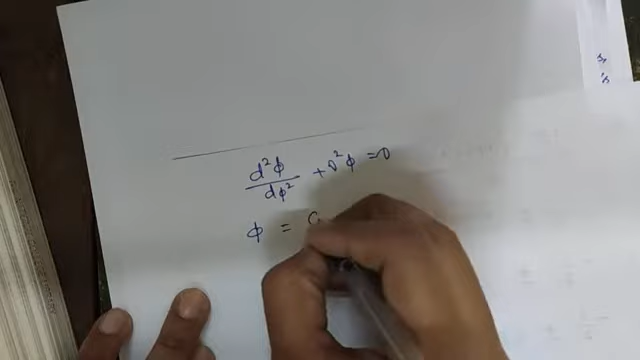 d²ϕ/dϕ² + ν²ϕ = 0
ϕ =